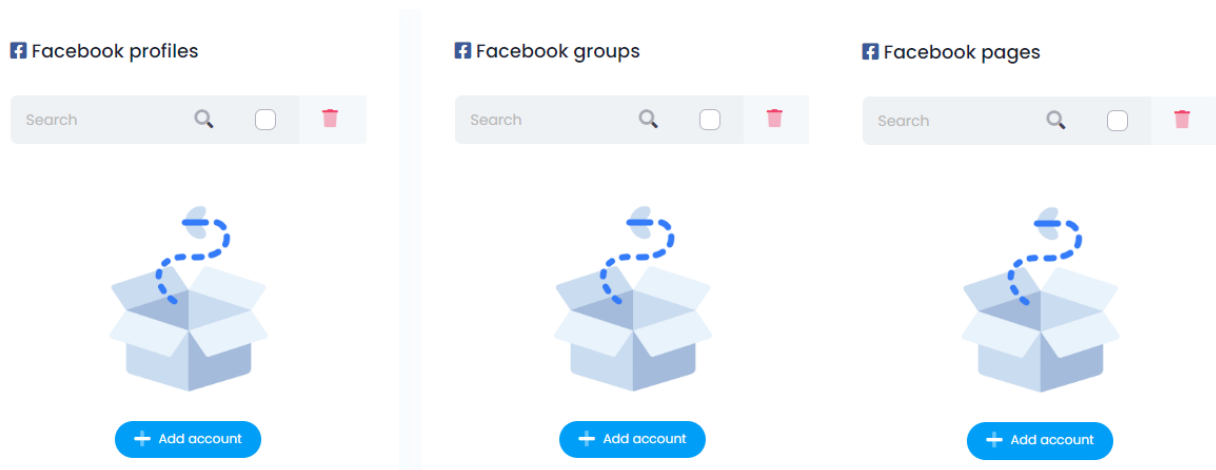 Facebook profiles
Search
Add account
Facebook groups
Search
Add account
Facebook pages
Search
Add account